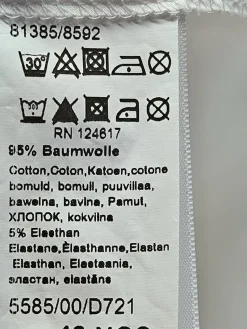 81385/8592
30°
RN 124617
95% Baumwolle
Cotton,Coton,Katoen,cotone
bomuld, bomull, puuvillaa,
bawełna, bavlna, Pamut,
ХЛОПОК, kokvilna
5% Elasthan
Elastane,Élasthanne,Elastan
Elasthan, Elastaania,
эластан, elastāns
5585/00/D721